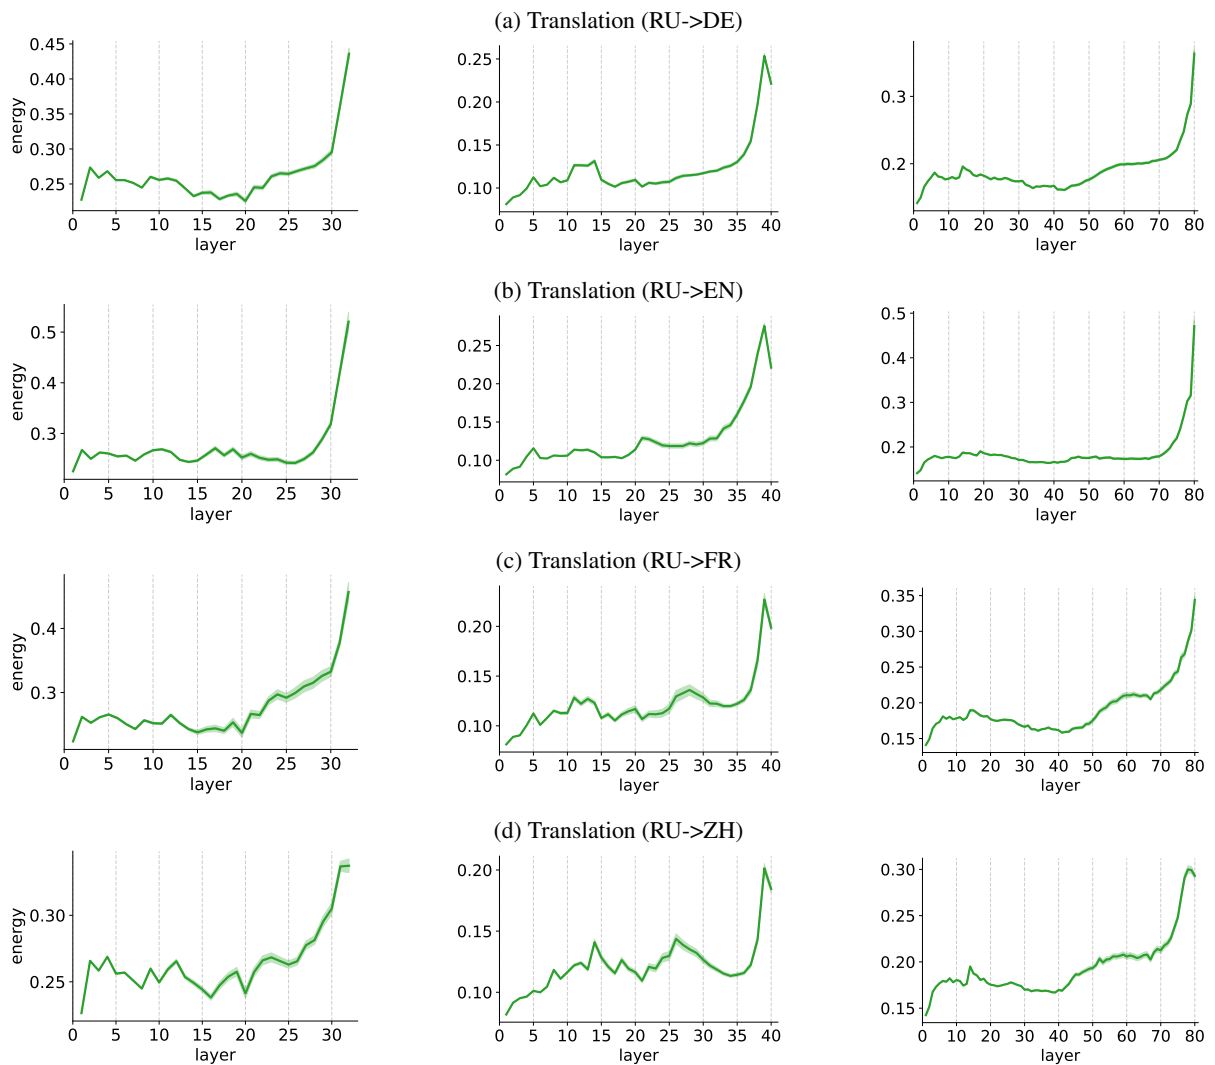 (a) Translation (RU->DE)
energy
0.45
0.40
0.35
0.30
0.25
0 5 10 15 20 25 30
layer
0.25
0.20
0.15
0.10
0 5 10 15 20 25 30 35 40
layer
0.3
0.2
0 10 20 30 40 50 60 70 80
layer
(b) Translation (RU->EN)
energy
0.5
0.4
0.3
0 5 10 15 20 25 30
layer
0.25
0.20
0.15
0.10
0 5 10 15 20 25 30 35 40
layer
0.5
0.4
0.3
0.2
0 10 20 30 40 50 60 70 80
layer
(c) Translation (RU->FR)
energy
0.4
0.3
0 5 10 15 20 25 30
layer
0.20
0.15
0.10
0 5 10 15 20 25 30 35 40
layer
0.35
0.30
0.25
0.20
0.15
0 10 20 30 40 50 60 70 80
layer
(d) Translation (RU->ZH)
energy
0.30
0.25
0 5 10 15 20 25 30
layer
0.20
0.15
0.10
0 5 10 15 20 25 30 35 40
layer
0.30
0.25
0.20
0.15
0 10 20 30 40 50 60 70 80
layer